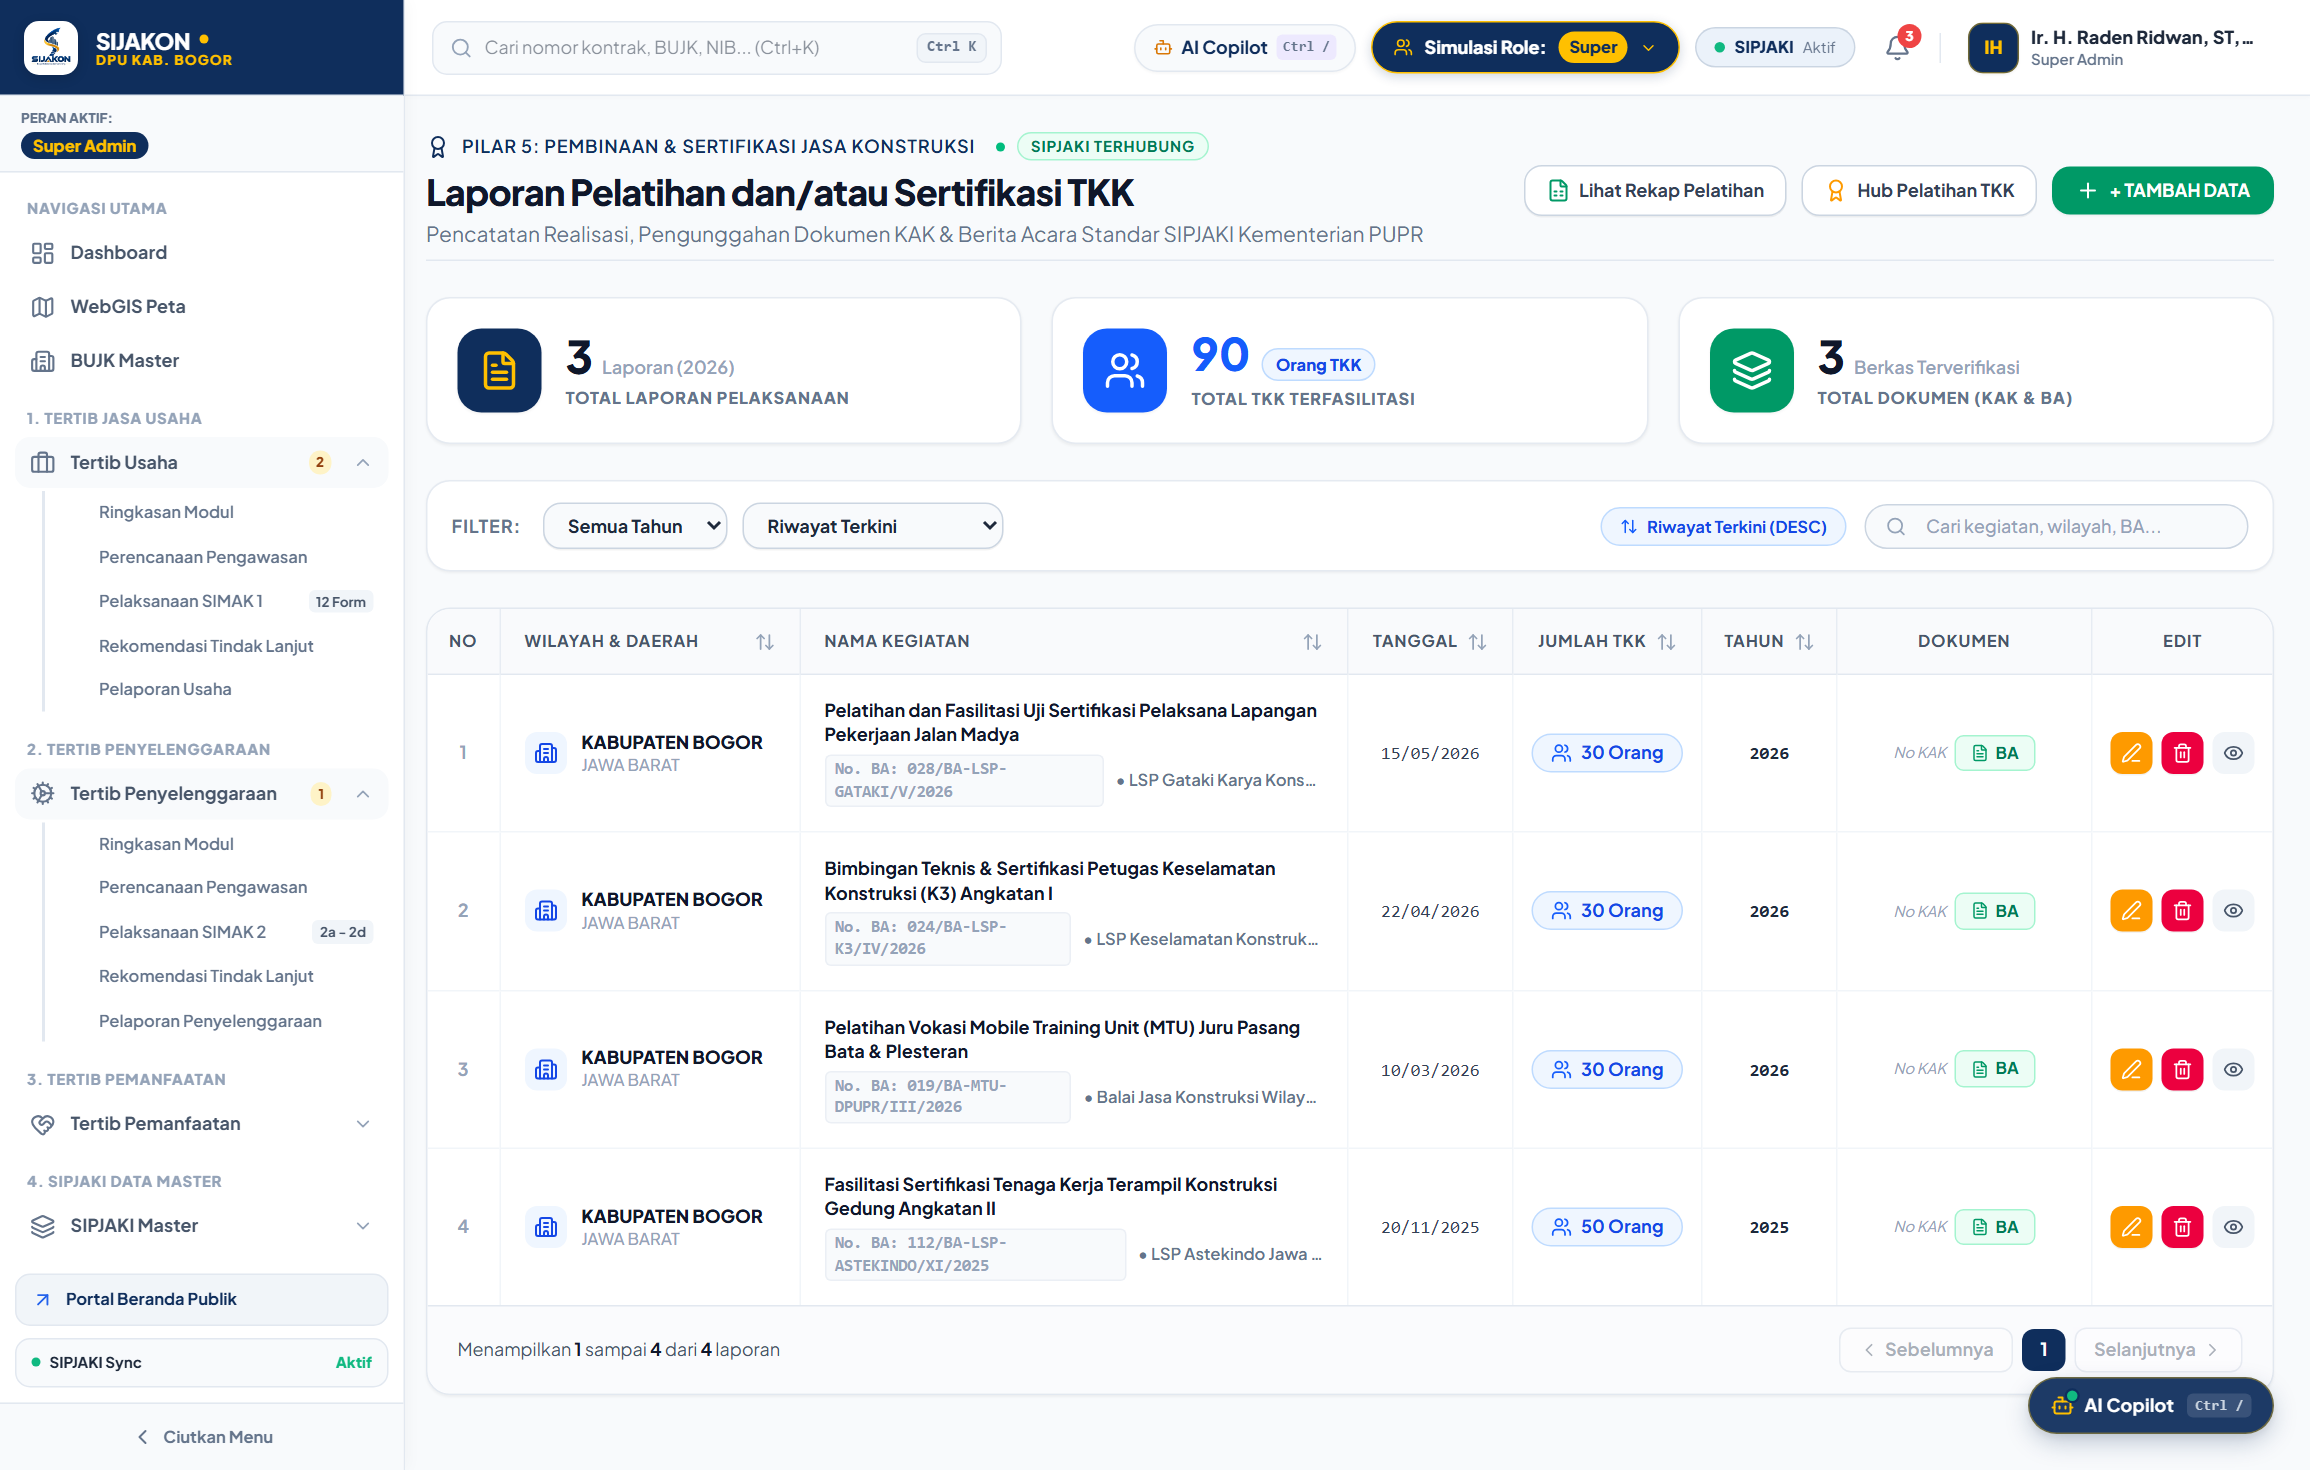 SIJAKON
DPU KAB. BOGOR
SIJAKON
Cari nomor kontrak, BUJK, NIB... (Ctrl+K)
Ctrl K
AI Copilot
Ctrl /
Simulasi Role:
Super
SIPJAKI Aktif
3
IH
Ir. H. Raden Ridwan, ST,...
Super Admin
PERAN AKTIF:
Super Admin
NAVIGASI UTAMA
Dashboard
WebGIS Peta
BUJK Master
1. TERTIB JASA USAHA
Tertib Usaha
2
Ringkasan Modul
Perencanaan Pengawasan
Pelaksanaan SIMAK 1
12 Form
Rekomendasi Tindak Lanjut
Pelaporan Usaha
2. TERTIB PENYELENGGARAAN
Tertib Penyelenggaraan
1
Ringkasan Modul
Perencanaan Pengawasan
Pelaksanaan SIMAK 2
2a - 2d
Rekomendasi Tindak Lanjut
Pelaporan Penyelenggaraan
3. TERTIB PEMANFAATAN
Tertib Pemanfaatan
4. SIPJAKI DATA MASTER
SIPJAKI Master
Portal Beranda Publik
SIPJAKI Sync
Aktif
Ciutkan Menu
PILAR 5: PEMBINAAN & SERTIFIKASI JASA KONSTRUKSI
SIPJAKI TERHUBUNG
Laporan Pelatihan dan/atau Sertifikasi TKK
Pencatatan Realisasi, Pengunggahan Dokumen KAK & Berita Acara Standar SIPJAKI Kementerian PUPR
Lihat Rekap Pelatihan
Hub Pelatihan TKK
+ TAMBAH DATA
3 Laporan (2026)
TOTAL LAPORAN PELAKSANAAN
90 Orang TKK
TOTAL TKK TERFASILITASI
3 Berkas Terverifikasi
TOTAL DOKUMEN (KAK & BA)
FILTER:
Semua Tahun
Riwayat Terkini
Riwayat Terkini (DESC)
Cari kegiatan, wilayah, BA...
NO
WILAYAH & DAERAH
NAMA KEGIATAN
TANGGAL
JUMLAH TKK
TAHUN
DOKUMEN
EDIT
1
KABUPATEN BOGOR
JAWA BARAT
Pelatihan dan Fasilitasi Uji Sertifikasi Pelaksana Lapangan
Pekerjaan Jalan Madya
No. BA: 028/BA-LSP-
GATAKI/V/2026
• LSP Gataki Karya Kons...
15/05/2026
30 Orang
2026
No KAK
BA
2
KABUPATEN BOGOR
JAWA BARAT
Bimbingan Teknis & Sertifikasi Petugas Keselamatan
Konstruksi (K3) Angkatan I
No. BA: 024/BA-LSP-
K3/IV/2026
• LSP Keselamatan Konstruk...
22/04/2026
30 Orang
2026
No KAK
BA
3
KABUPATEN BOGOR
JAWA BARAT
Pelatihan Vokasi Mobile Training Unit (MTU) Juru Pasang
Bata & Plesteran
No. BA: 019/BA-MTU-
DPUPR/III/2026
• Balai Jasa Konstruksi Wilay...
10/03/2026
30 Orang
2026
No KAK
BA
4
KABUPATEN BOGOR
JAWA BARAT
Fasilitasi Sertifikasi Tenaga Kerja Terampil Konstruksi
Gedung Angkatan II
No. BA: 112/BA-LSP-
ASTEKINDO/XI/2025
• LSP Astekindo Jawa ...
20/11/2025
50 Orang
2025
No KAK
BA
Menampilkan 1 sampai 4 dari 4 laporan
Sebelumnya
1
Selanjutnya
AI Copilot
Ctrl /